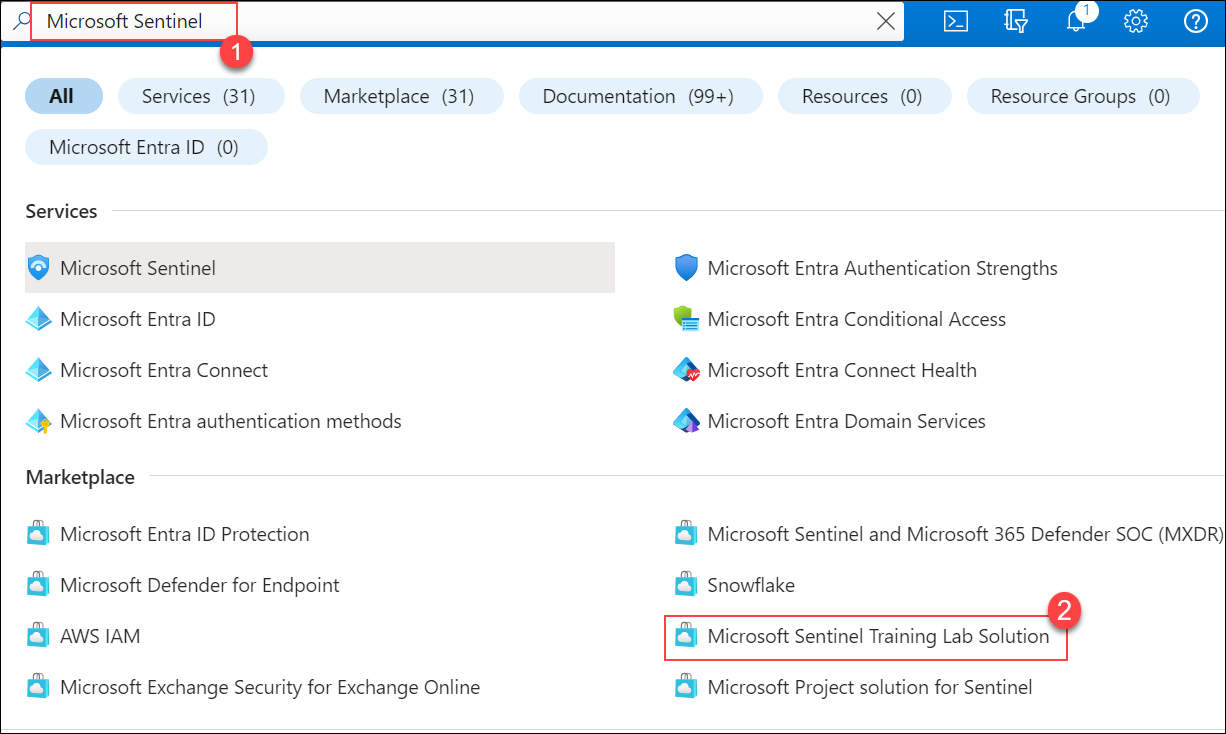 Microsoft Sentinel
1
1
All Services (31) Marketplace (31) Documentation (99+) Resources (0) Resource Groups (0)
Microsoft Entra ID (0)
Services
Microsoft Sentinel Microsoft Entra Authentication Strengths
Microsoft Entra ID Microsoft Entra Conditional Access
Microsoft Entra Connect Microsoft Entra Connect Health
Microsoft Entra authentication methods Microsoft Entra Domain Services
Marketplace
Microsoft Entra ID Protection Microsoft Sentinel and Microsoft 365 Defender SOC (MXDR)
Microsoft Defender for Endpoint Snowflake
2
AWS IAM Microsoft Sentinel Training Lab Solution
Microsoft Exchange Security for Exchange Online Microsoft Project solution for Sentinel